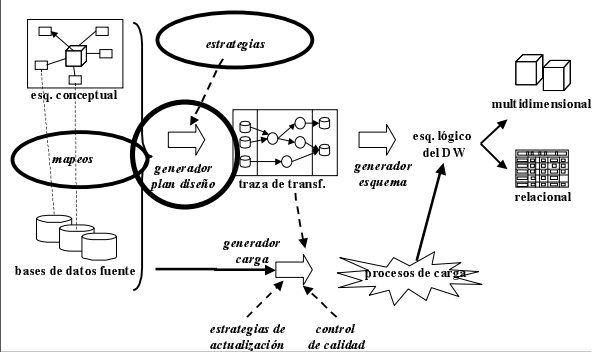 estrategias
esq. conceptual
multidimensional
mapeos
generador
plan diseño
traza de transf.
generador
esquema
esq. lógico
del DW
relacional
generador
carga
bases de datos fuente
procesos de carga
estrategias de
actualización
control
de calidad